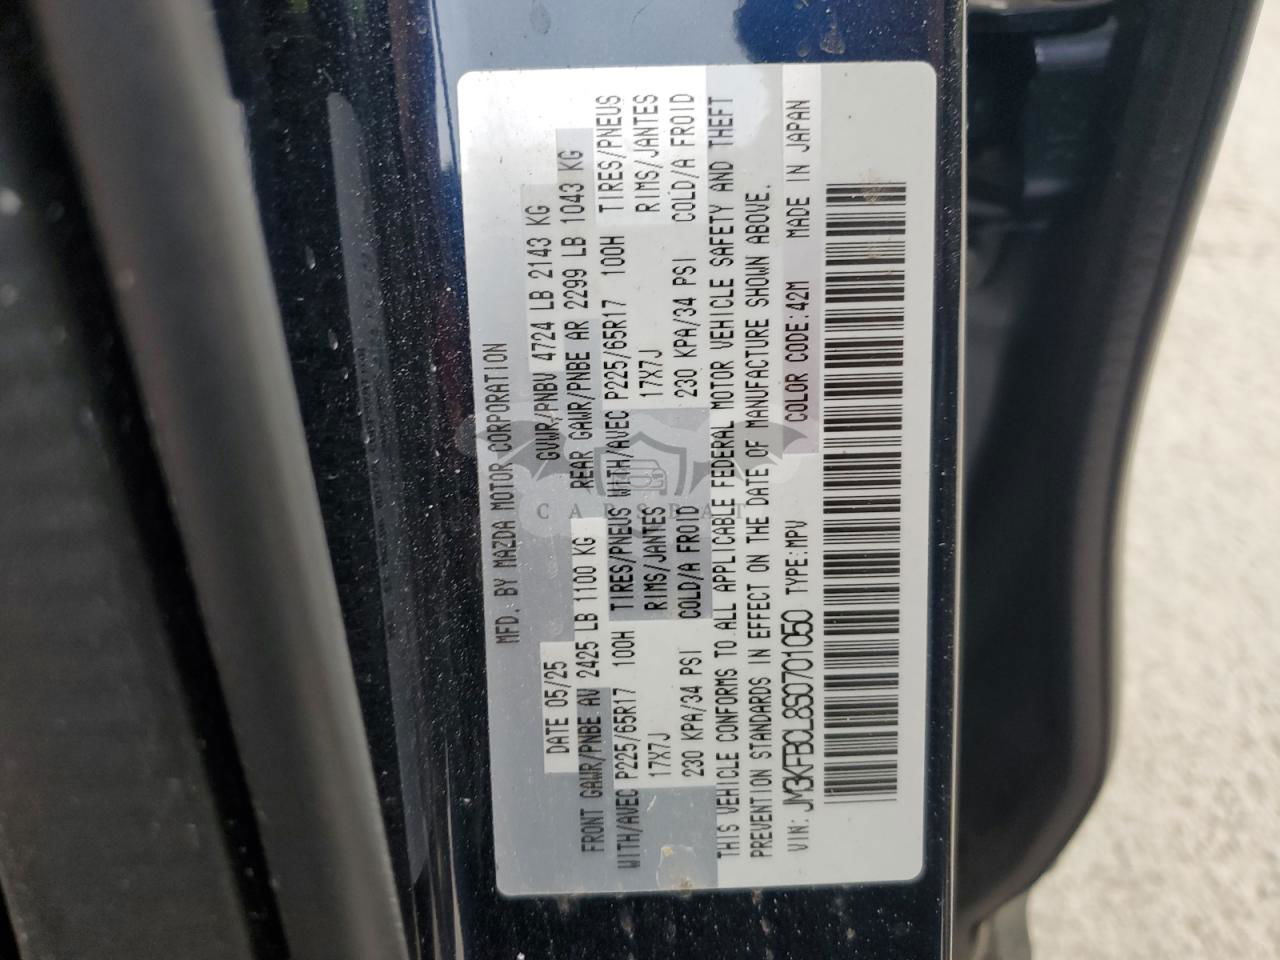 MFD. BY MAZDA MOTOR CORPORATION
DATE 05/25 GVWR/PNBV 4724 LB 2143 KG
FRONT GAWR/PNBE AV 2425 LB 1100 KG REAR GAWR/PNBE AR 2299 LB 1043 KG
WITH/AVEC P225/65R17 100H TIRES/PNEUS WITH/AVEC P225/65R17 100H TIRES/PNEUS
17X7J RIMS/JANTES 17X7J RIMS/JANTES
230 KPA/34 PSI COLD/A FROID 230 KPA/34 PSI COLD/A FROID
THIS VEHICLE CONFORMS TO ALL APPLICABLE FEDERAL MOTOR VEHICLE SAFETY AND THEFT
PREVENTION STANDARDS IN EFFECT ON THE DATE OF MANUFACTURE SHOWN ABOVE.
VIN: JM3KFBCL8S0701050 TYPE:MPV COLOR CODE:42M MADE IN JAPAN